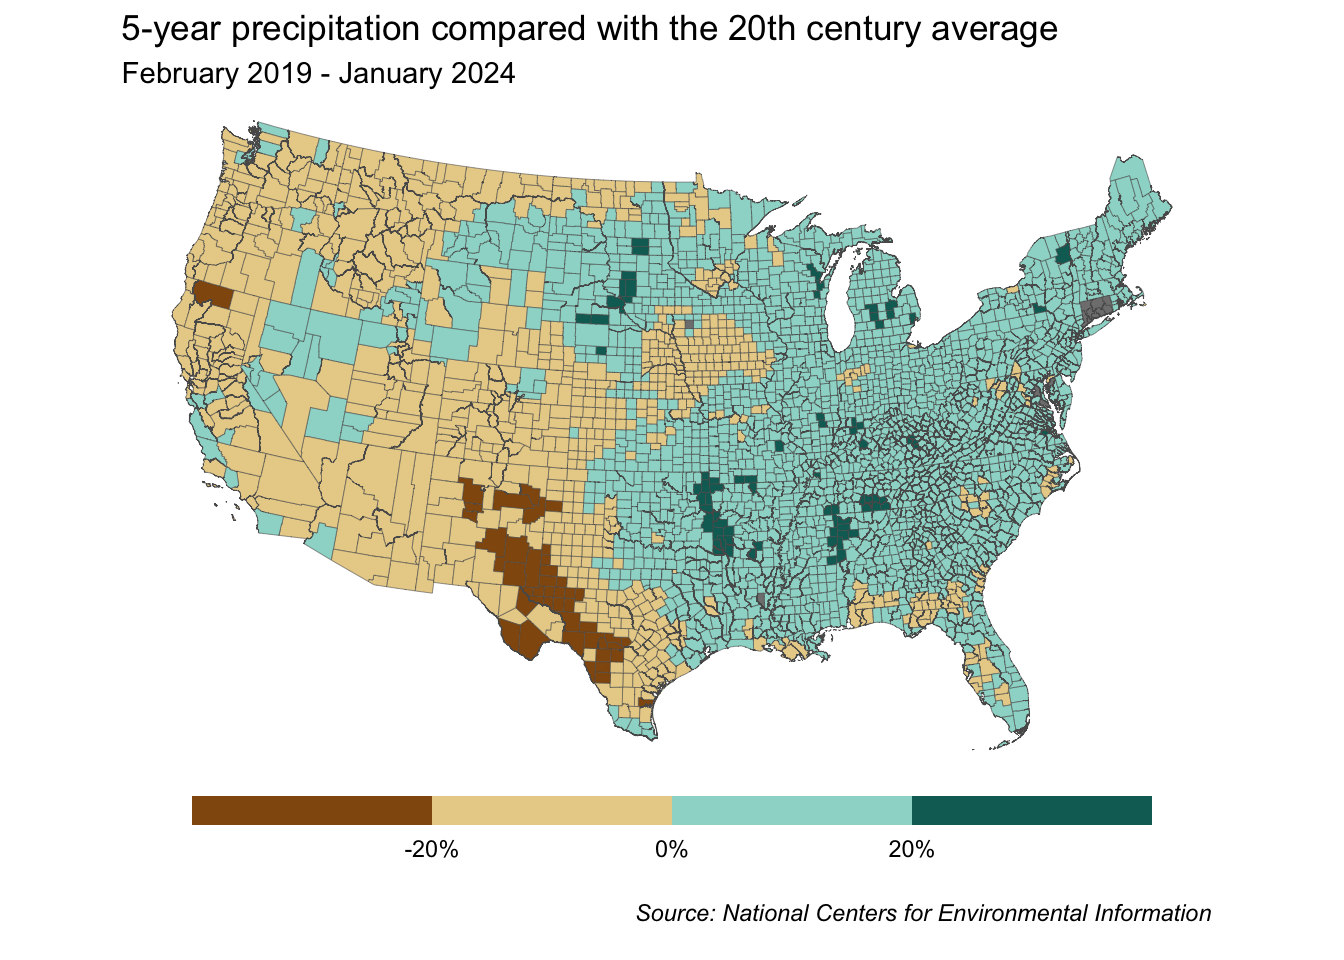 5-year precipitation compared with the 20th century average
February 2019 - January 2024
-20% 0% 20%
Source: National Centers for Environmental Information